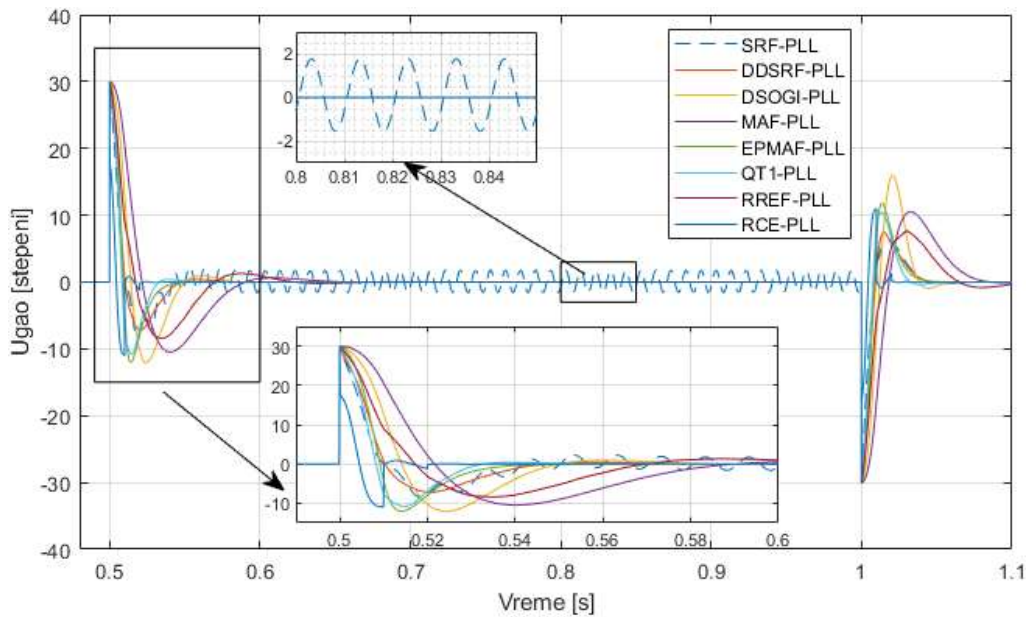 40
30
20
10
0
-10
-20
-30
-40
Ugao [stepeni]
2
0
-2
0.8 0.81 0.82 0.83 0.84
SRF-PLL
DDSRF-PLL
DSOGI-PLL
MAF-PLL
EPMAF-PLL
QT1-PLL
RREF-PLL
RCE-PLL
30
20
10
0
-10
0.5 0.52 0.54 0.56 0.58 0.6
0.5 0.6 0.7 0.8 0.9 1 1.1
Vreme [s]